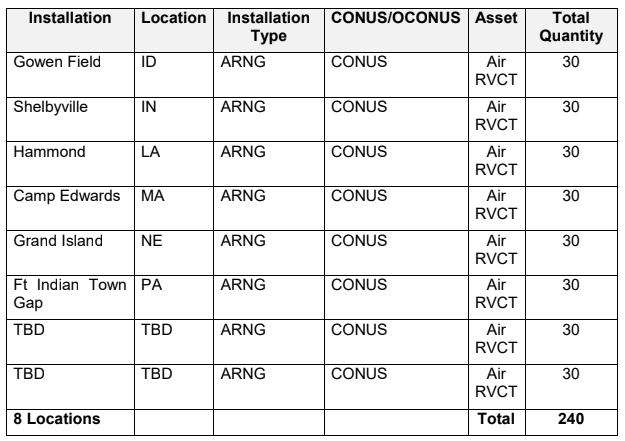 Installation Location Installation Type CONUS/OCONUS Asset Total Quantity
Gowen Field ID ARNG CONUS Air RVCT 30
Shelbyville IN ARNG CONUS Air RVCT 30
Hammond LA ARNG CONUS Air RVCT 30
Camp Edwards MA ARNG CONUS Air RVCT 30
Grand Island NE ARNG CONUS Air RVCT 30
Ft Indian Town Gap PA ARNG CONUS Air RVCT 30
TBD TBD ARNG CONUS Air RVCT 30
TBD TBD ARNG CONUS Air RVCT 30
8 Locations Total 240